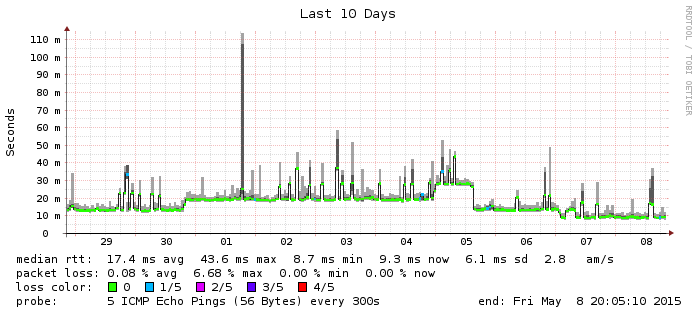 Last 10 Days
RRDTOOL / TOBI OETIKER
Seconds
110 m
100 m
90 m
80 m
70 m
60 m
50 m
40 m
30 m
20 m
10 m
0
29 30 01 02 03 04 05 06 07 08
median rtt: 17.4 ms avg 43.6 ms max 8.7 ms min 9.3 ms now 6.1 ms sd 2.8 am/s
packet loss: 0.08 % avg 6.68 % max 0.00 % min 0.00 % now
loss color: 0 1/5 2/5 3/5 4/5
probe: 5 ICMP Echo Pings (56 Bytes) every 300s end: Fri May 8 20:05:10 2015